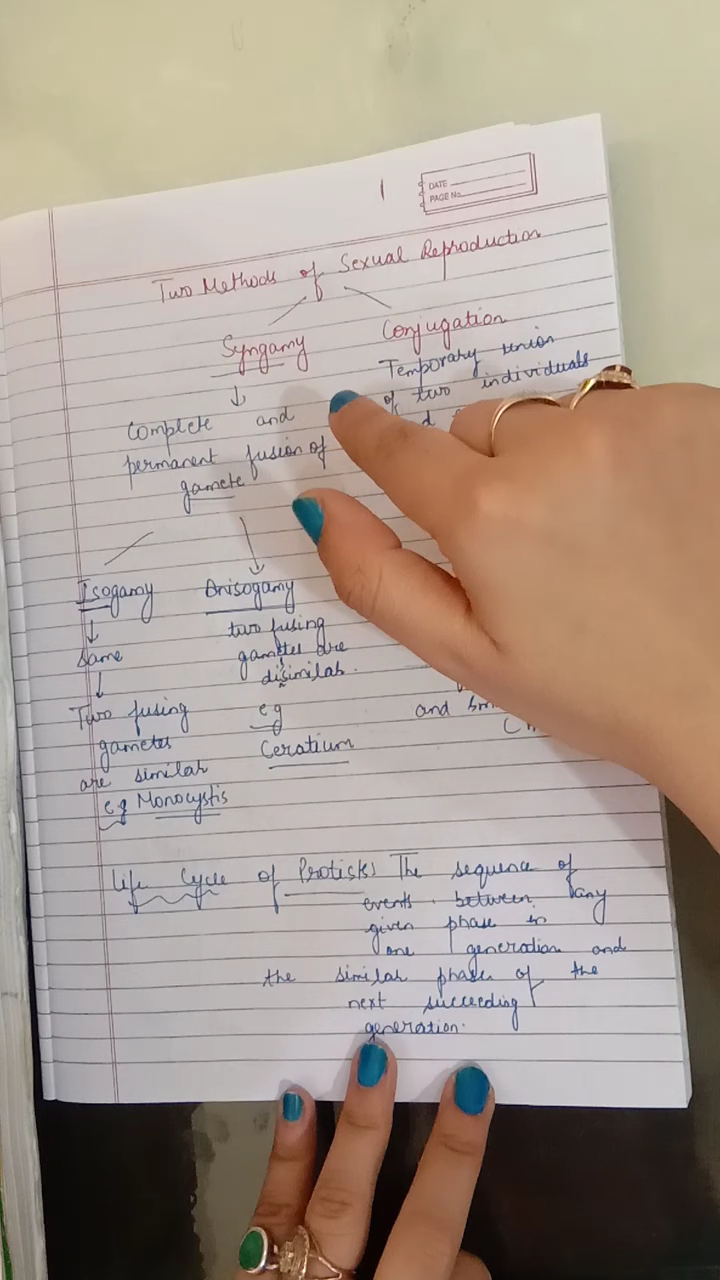 1
DATE
PAGE No.
Two Methods of Sexual Reproduction
Syngamy
Complete and
permanent fusion of
gamete
Conjugation
Temporary union
of two individuals
Isogamy
Same
Two fusing
gametes
are similar
eg Monocystis
Anisogamy
two fusing
gametes are
disimilar.
eg
Ceratium
and
Life Cycle of Protists The sequence of
events between any
given phase in
one generation and
the similar phase of the
next succeeding
generation.